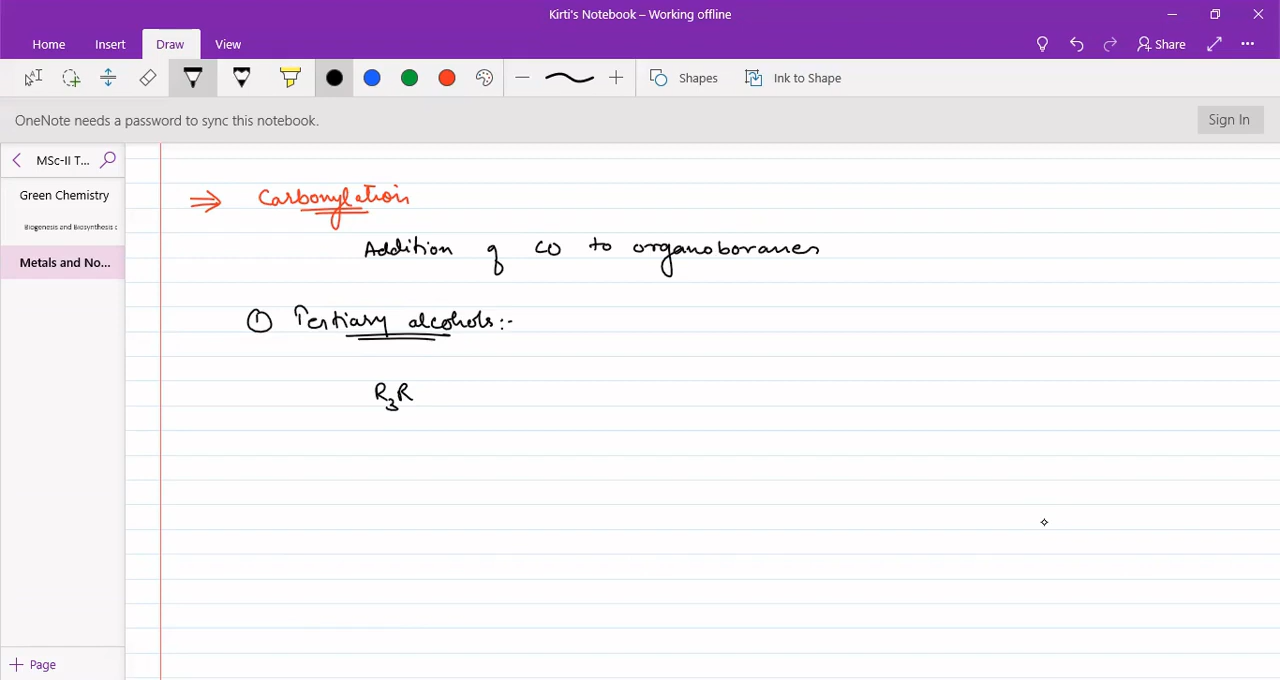 Kirti's Notebook – Working offline
Home Insert Draw View Share
Shapes Ink to Shape
OneNote needs a password to sync this notebook. Sign In
MSc-II T...
Green Chemistry
Biogenesis and Biosynthesis c
Metals and No...
⇒ Carbonylation
Addition of CO to organoboranes
① Tertiary alcohols:-
R₃R
+ Page